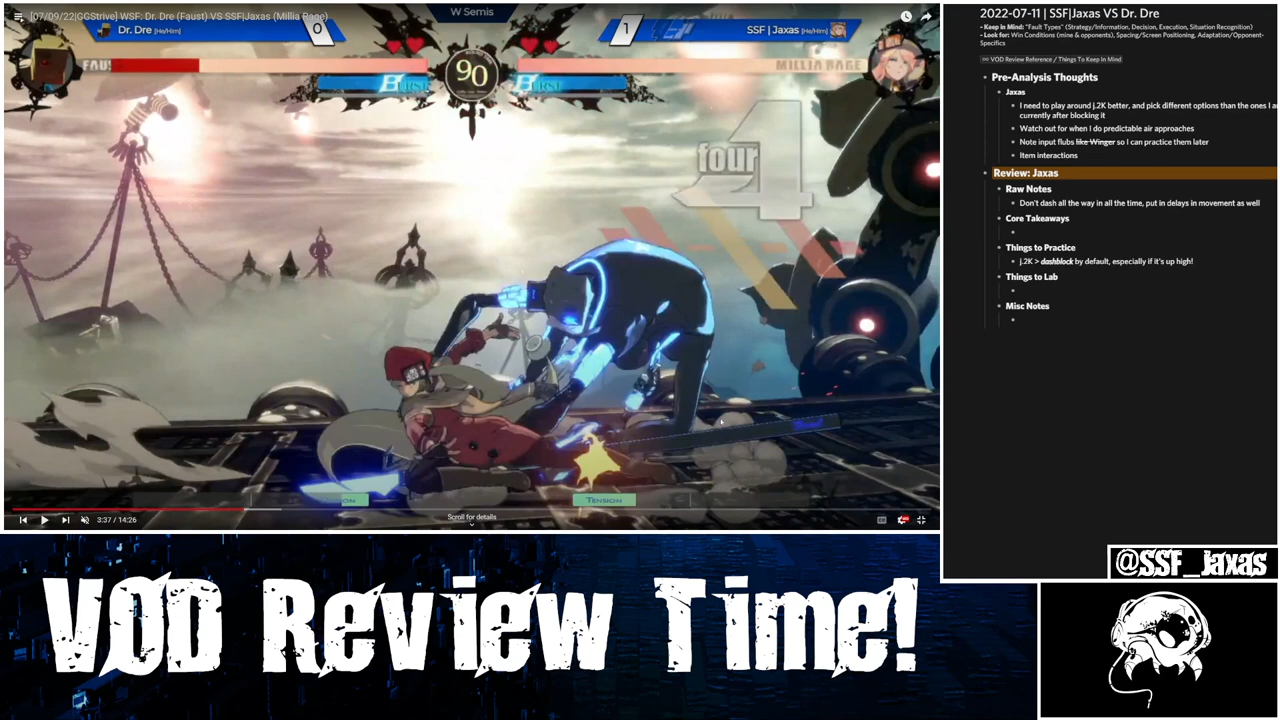 [07/09/22|GGStrive] WSF: Dr. Dre (Faust) VS SSF|Jaxas (Millia Rage)
W Semis
Dr. Dre [He/Him]
0
1
SSF | Jaxas [He/Him]
90
MILLIA RAGE
BURST
BURST
four
4
TENSION
3:37 / 14:26
Scroll for details
2022-07-11 | SSF|Jaxas VS Dr. Dre
- Keep in Mind: "Fault Types" (Strategy/Information, Decision, Execution, Situation Recognition)
- Look for: Win Conditions (mine & opponents), Spacing/Screen Positioning, Adaptation/Opponent-
Specifics
VOD Review Reference / Things To Keep In Mind
Pre-Analysis Thoughts
Jaxas
I need to play around j.2K better, and pick different options than the ones I a
currently after blocking it
Watch out for when I do predictable air approaches
Note input flubs like Winger so I can practice them later
Item interactions
Review: Jaxas
Raw Notes
Don't dash all the way in all the time, put in delays in movement as well
Core Takeaways
Things to Practice
j.2K > dashblock by default, especially if it's up high!
Things to Lab
Misc Notes
@SSF_Jaxas
VOD Review Time!